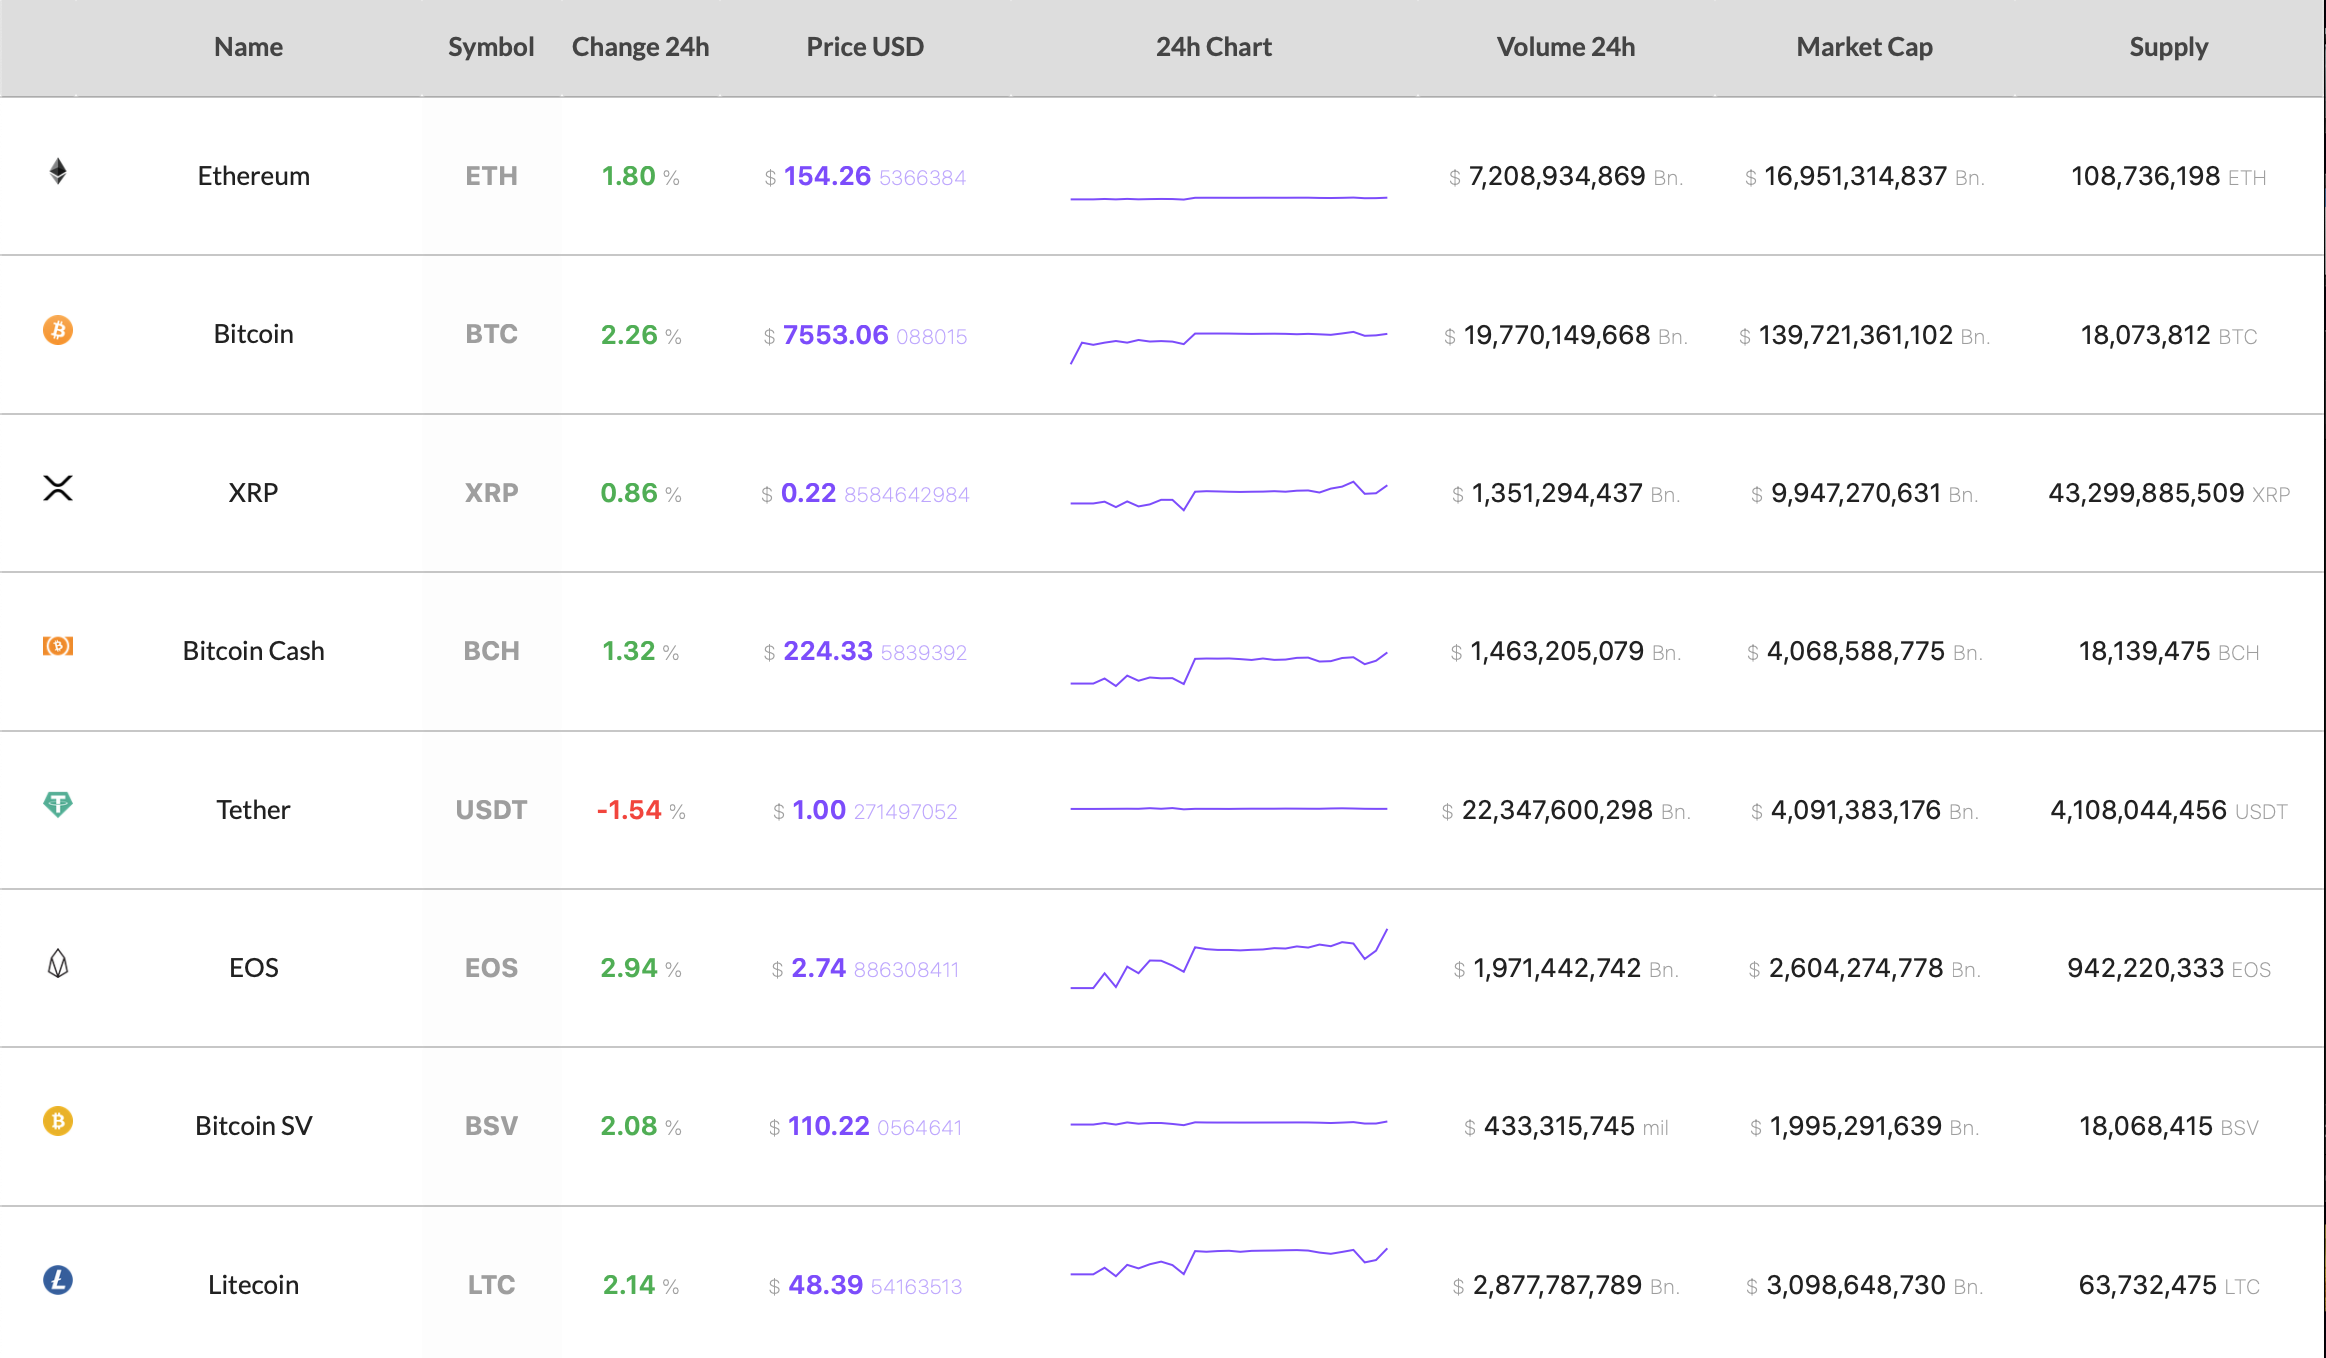 Name Symbol Change 24h Price USD 24h Chart Volume 24h Market Cap Supply
Ethereum ETH 1.80 % $ 154.26 5366384 $ 7,208,934,869 Bn. $ 16,951,314,837 Bn. 108,736,198 ETH
Bitcoin BTC 2.26 % $ 7553.06 088015 $ 19,770,149,668 Bn. $ 139,721,361,102 Bn. 18,073,812 BTC
XRP XRP 0.86 % $ 0.22 8584642984 $ 1,351,294,437 Bn. $ 9,947,270,631 Bn. 43,299,885,509 XRP
Bitcoin Cash BCH 1.32 % $ 224.33 5839392 $ 1,463,205,079 Bn. $ 4,068,588,775 Bn. 18,139,475 BCH
Tether USDT -1.54 % $ 1.00 271497052 $ 22,347,600,298 Bn. $ 4,091,383,176 Bn. 4,108,044,456 USDT
EOS EOS 2.94 % $ 2.74 886308411 $ 1,971,442,742 Bn. $ 2,604,274,778 Bn. 942,220,333 EOS
Bitcoin SV BSV 2.08 % $ 110.22 0564641 $ 433,315,745 mil $ 1,995,291,639 Bn. 18,068,415 BSV
Litecoin LTC 2.14 % $ 48.39 54163513 $ 2,877,787,789 Bn. $ 3,098,648,730 Bn. 63,732,475 LTC